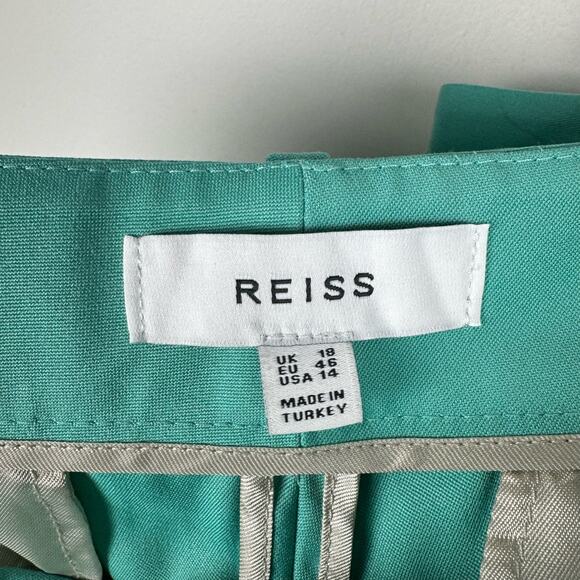 REISS
UK 18
EU 46
USA 14
MADE IN
TURKEY